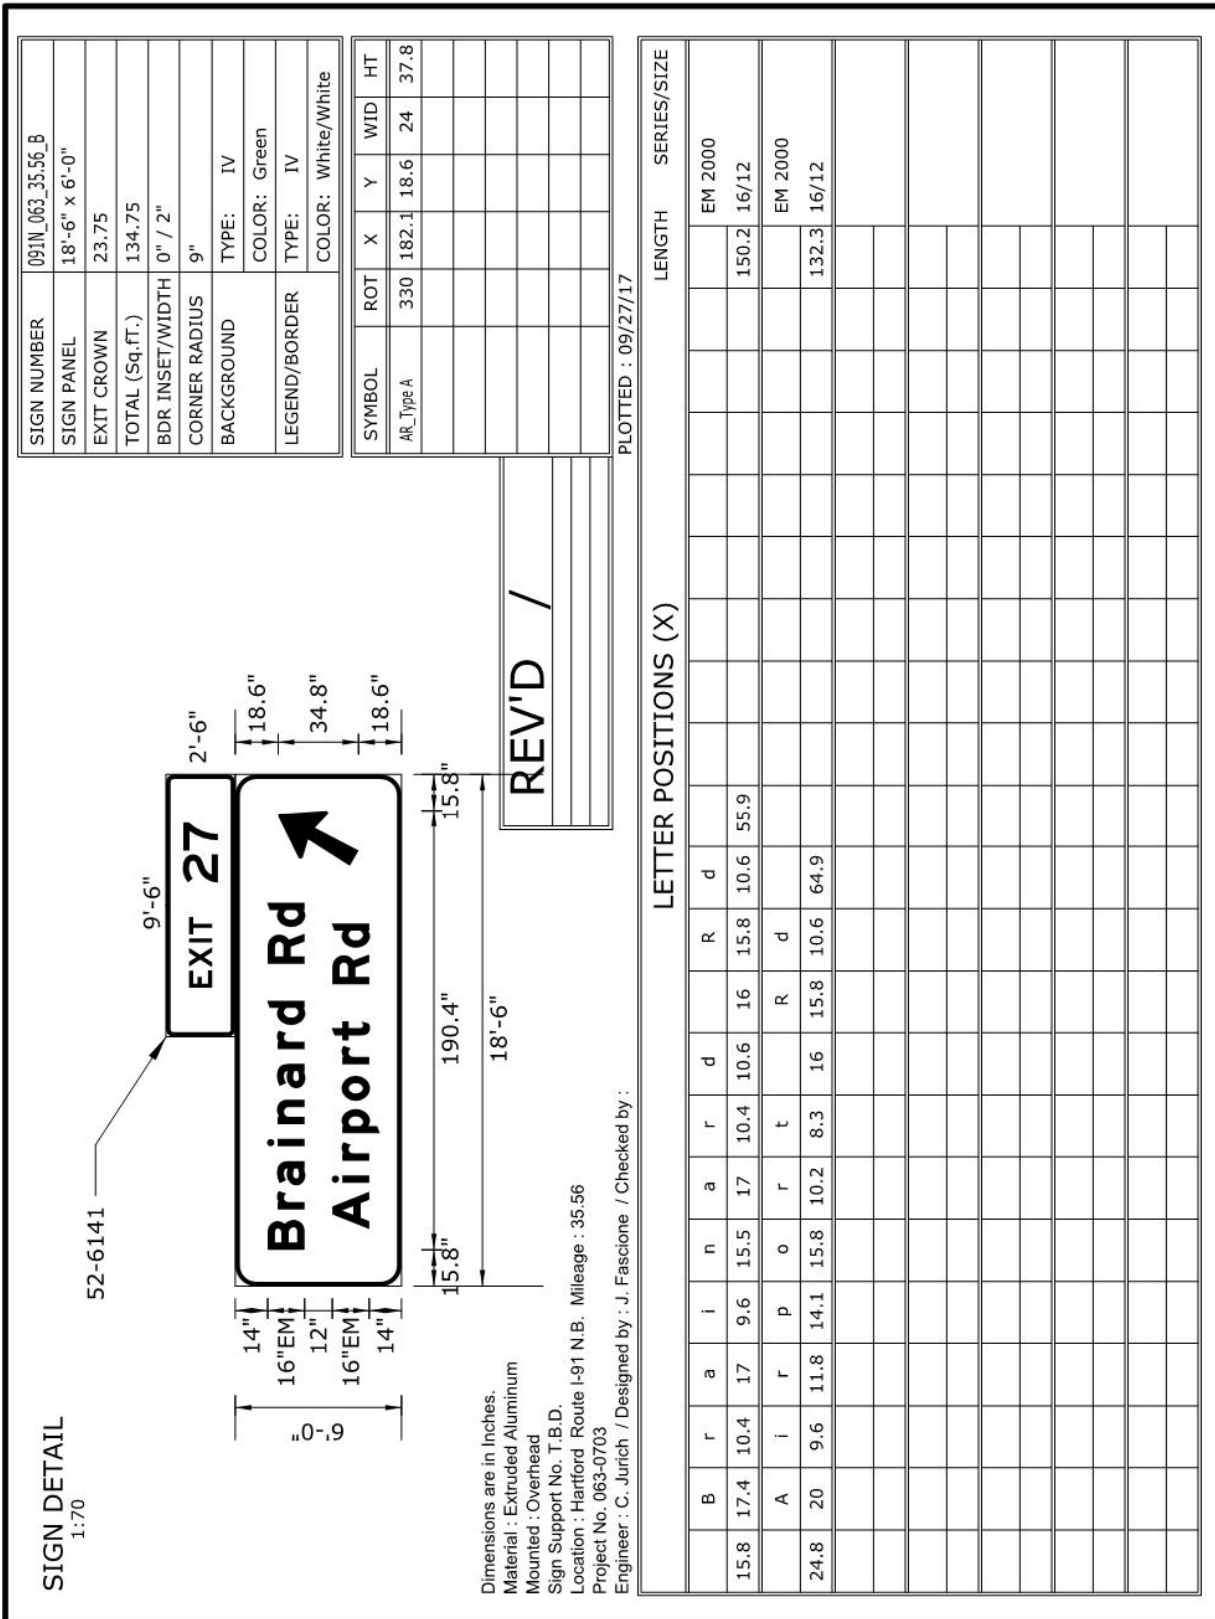 SIGN DETAIL
1:70
52-6141
9'-6"
2'-6"
EXIT 27
Brainard Rd
Airport Rd
14"
16"EM
12"
16"EM
14"
6'-0"
18.6"
34.8"
18.6"
15.8" 190.4" 15.8"
18'-6"
SIGN NUMBER 091N_063_35.56_B
SIGN PANEL 18'-6" x 6'-0"
EXIT CROWN 23.75
TOTAL (Sq.fT.) 134.75
BDR INSET/WIDTH 0" / 2"
CORNER RADIUS 9"
BACKGROUND TYPE: IV
COLOR: Green
LEGEND/BORDER TYPE: IV
COLOR: White/White
SYMBOL ROT X Y WID HT
AR_Type A 330 182.1 18.6 24 37.8
REV'D /
Dimensions are in Inches.
Material : Extruded Aluminum
Mounted : Overhead
Sign Support No. T.B.D.
Location : Hartford Route I-91 N.B. Mileage : 35.56
Project No. 063-0703
Engineer : C. Jurich / Designed by : J. Fascione / Checked by :
PLOTTED : 09/27/17
LETTER POSITIONS (X) LENGTH SERIES/SIZE
B r a i n a r d R d EM 2000
15.8 17.4 10.4 17 9.6 15.5 17 10.4 10.6 16 15.8 10.6 55.9 150.2 16/12
A i r p o r t R d EM 2000
24.8 20 9.6 11.8 14.1 15.8 10.2 8.3 16 15.8 10.6 64.9 132.3 16/12